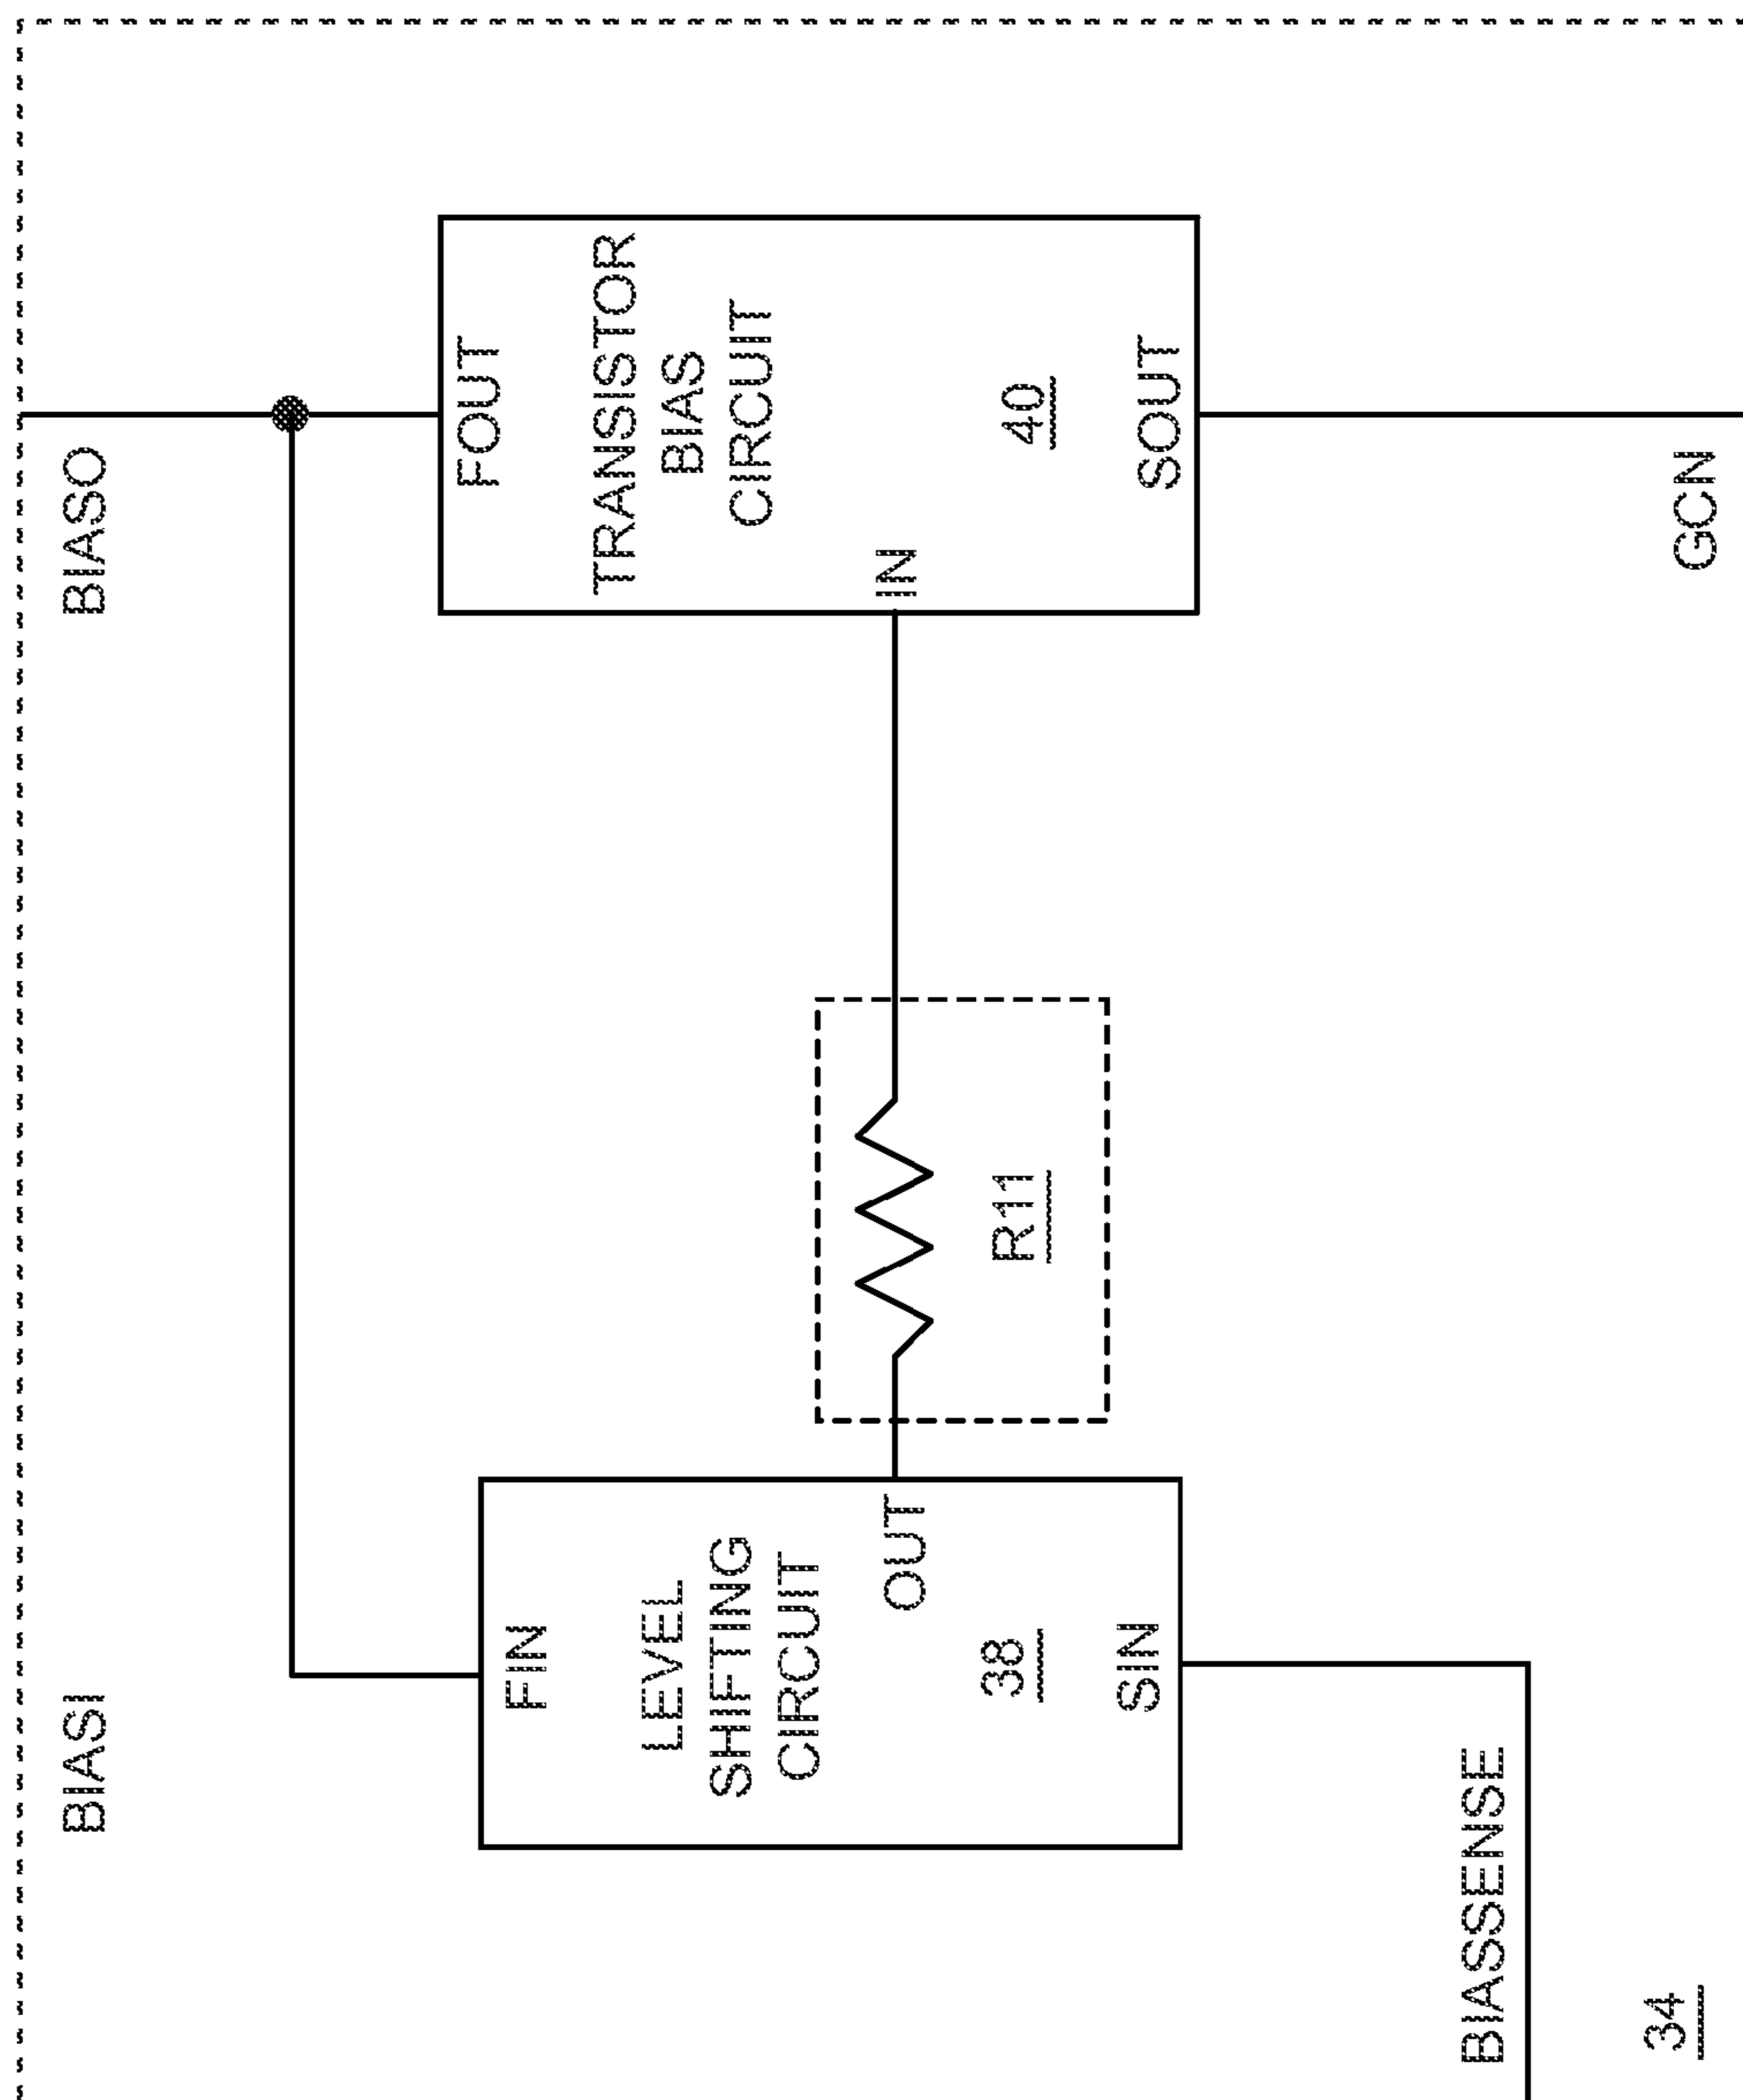 BIASI
BIASO
FIN
LEVEL
SHIFTING
CIRCUIT
OUT
38
SIN
R11
FOUT
TRANSISTOR
BIAS
CIRCUIT
IN
40
SOUT
BIASSENSE
34
GCN